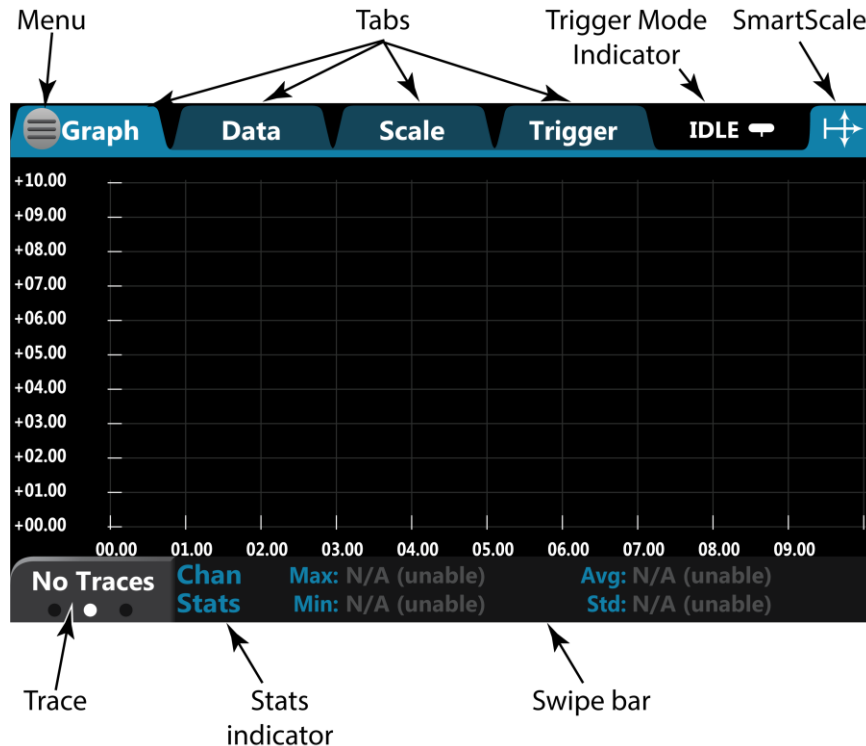 Menu
Tabs
Trigger Mode
Indicator
SmartScale
Graph
Data
Scale
Trigger
IDLE
+10.00
+09.00
+08.00
+07.00
+06.00
+05.00
+04.00
+03.00
+02.00
+01.00
+00.00
00.00 01.00 02.00 03.00 04.00 05.00 06.00 07.00 08.00 09.00
No Traces
Chan
Stats
Max: N/A (unable)
Avg: N/A (unable)
Min: N/A (unable)
Std: N/A (unable)
Trace
Stats
indicator
Swipe bar